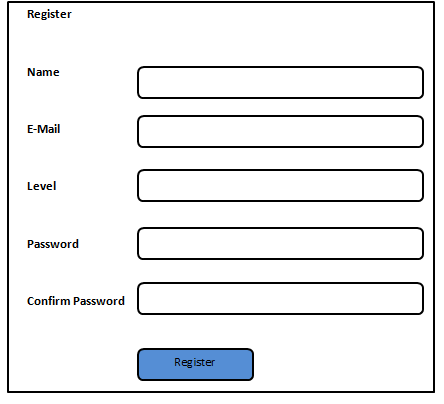 Register
Name
E-Mail
Level
Password
Confirm Password
Register